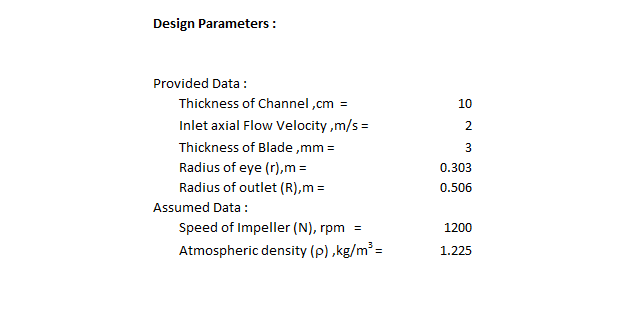 Design Parameters :
Provided Data :
Thickness of Channel ,cm = 10
Inlet axial Flow Velocity ,m/s = 2
Thickness of Blade ,mm = 3
Radius of eye (r),m = 0.303
Radius of outlet (R),m = 0.506
Assumed Data :
Speed of Impeller (N), rpm = 1200
Atmospheric density (ρ) ,kg/m³ = 1.225